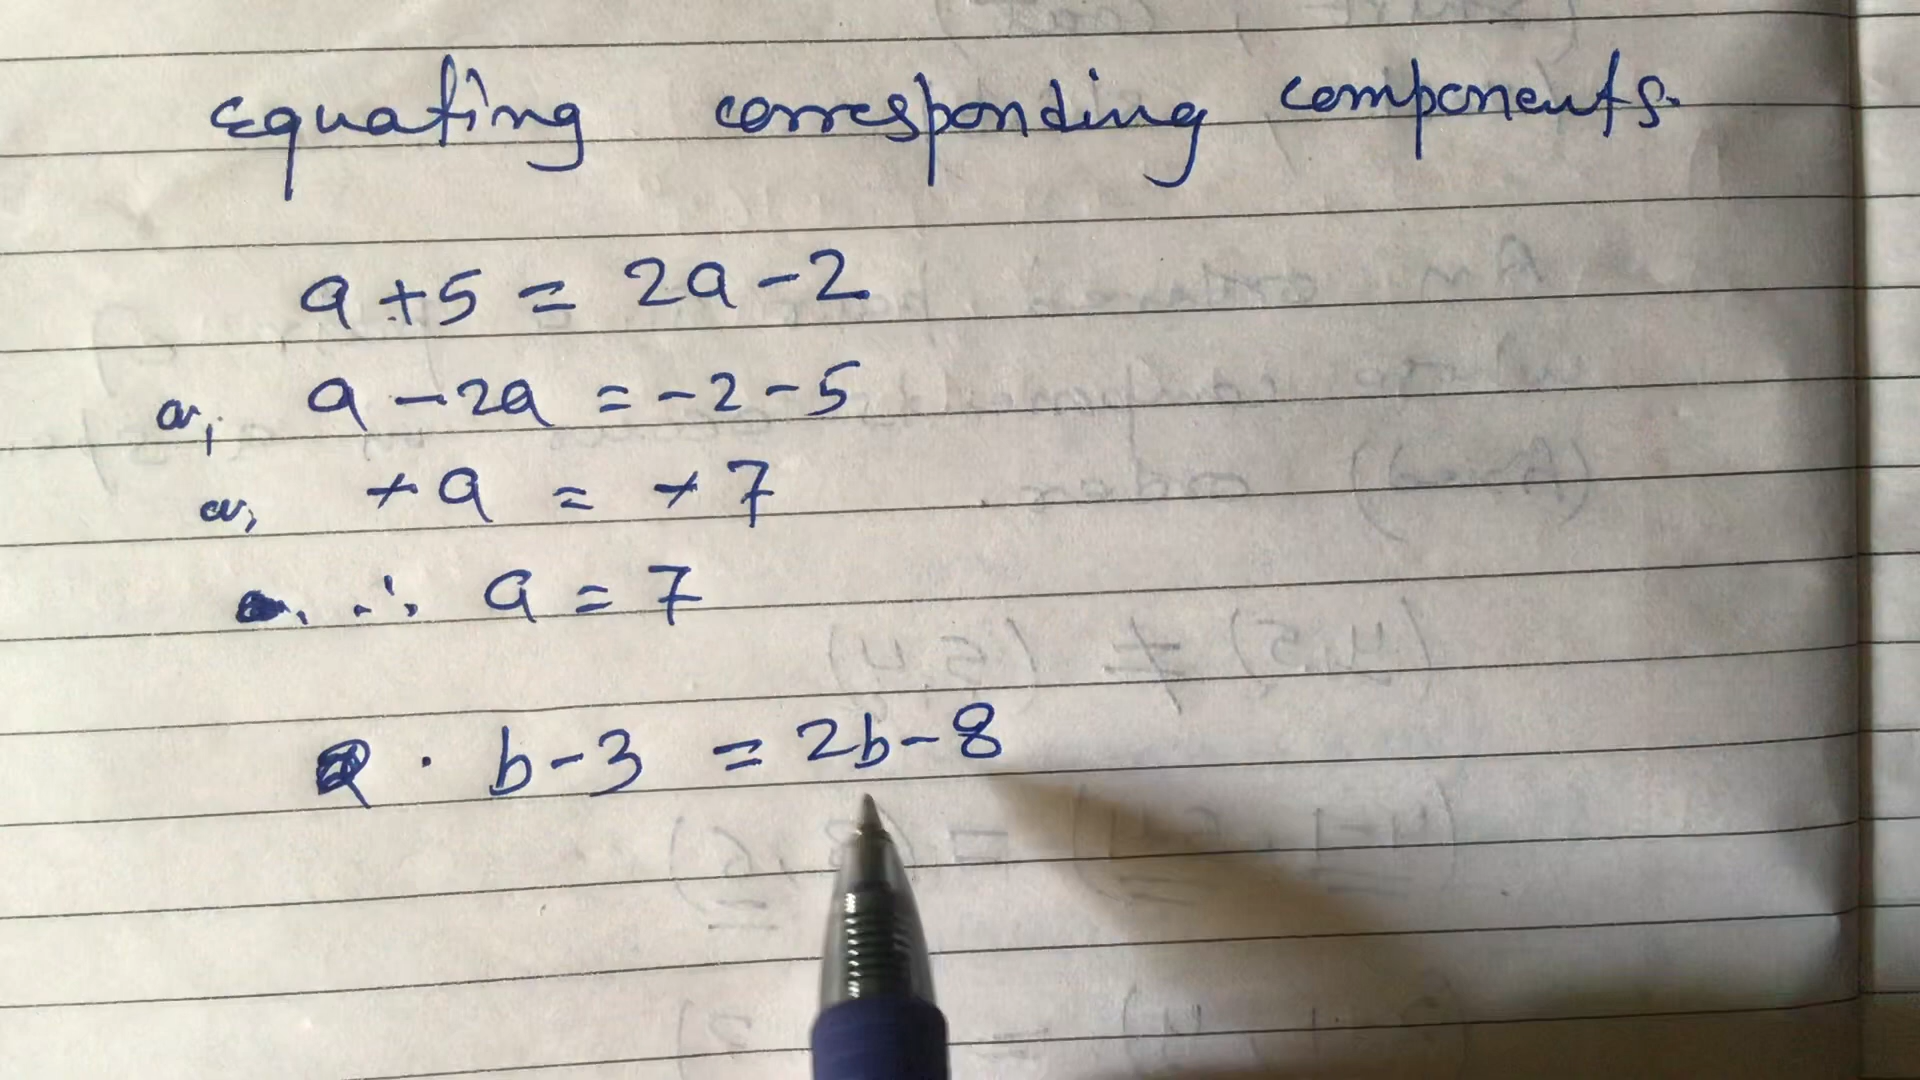 Equating corresponding components.
a + 5 = 2a - 2
or, a - 2a = -2 - 5
or, + a = + 7
∴ a = 7
b - 3 = 2b - 8